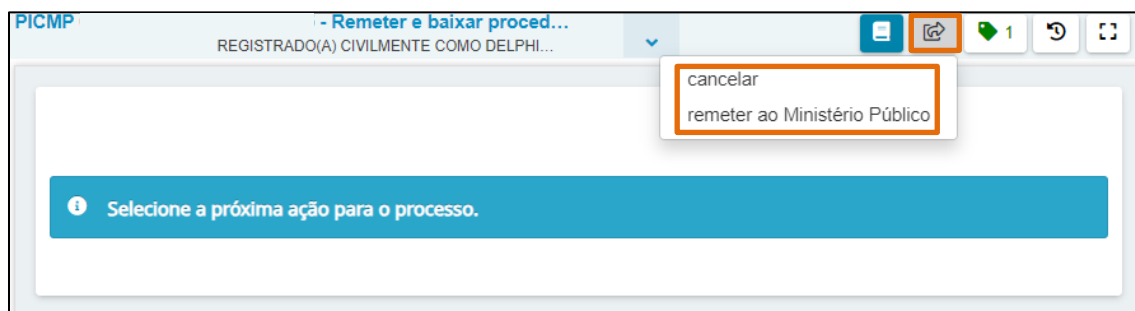 PICMP - Remeter e baixar proced...
REGISTRADO(A) CIVILMENTE COMO DELPHI...
1
cancelar
remeter ao Ministério Público
Selecione a próxima ação para o processo.